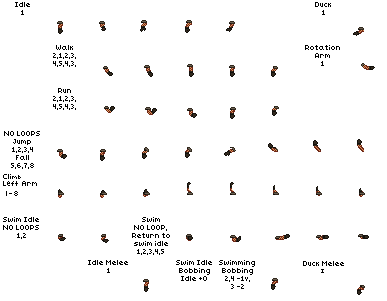 Idle
1
Duck
1
Walk
2,1,2,3,
4,5,4,3,
Rotation
Arm
1
Run
2,1,2,3,
4,5,4,3,
NO LOOPS
Jump
1,2,3,4
Fall
5,6,7,8
Climb
Left Arm
1-8
Swim Idle
NO LOOPS
1,2
Swim
NO LOOP,
Return to
swim idle
1,2,3,4,5
Idle Melee
1
Swim Idle
Bobbing
Idle +0
Swimming
Bobbing
2,4 -1v,
3 -2
Duck Melee
1